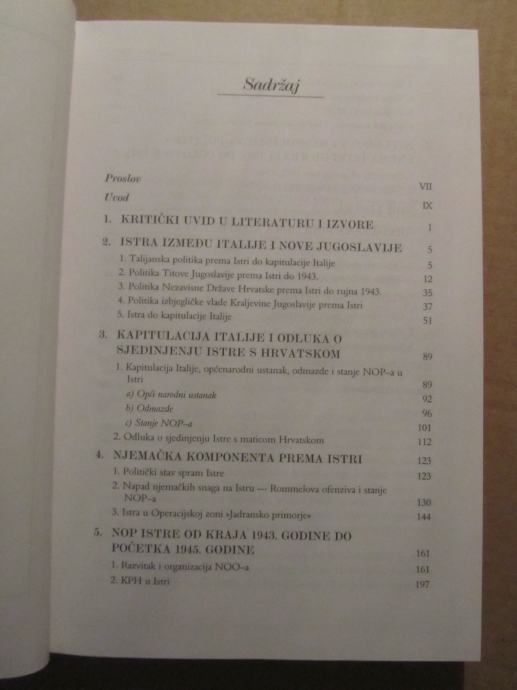 Sadržaj
Proslov VII
Uvod IX
1. KRITIČKI UVID U LITERATURU I IZVORE 1
2. ISTRA IZMEĐU ITALIJE I NOVE JUGOSLAVIJE 5
1. Talijanska politika prema Istri do kapitulacije Italije 5
2. Politika Titove Jugoslavije prema Istri do 1943. 12
3. Politika Nezavisne Države Hrvatske prema Istri do rujna 1943. 35
4. Politika izbjegličke vlade Kraljevine Jugoslavije prema Istri 37
5. Istra do kapitulacije Italije 51
3. KAPITULACIJA ITALIJE I ODLUKA O
SJEDINJENJU ISTRE S HRVATSKOM 89
1. Kapitulacija Italije, općenarodni ustanak, odmazde i stanje NOP–a u
Istri 89
a) Opći narodni ustanak 92
b) Odmazde 96
c) Stanje NOP–a 101
2. Odluka o sjedinjenju Istre s maticom Hrvatskom 112
4. NJEMAČKA KOMPONENTA PREMA ISTRI 123
1. Politički stav spram Istre 123
2. Napad njemačkih snaga na Istru — Rommelova ofenziva i stanje
NOP–a 130
3. Istra u Operacijskoj zoni »Jadransko primorje« 144
5. NOP ISTRE OD KRAJA 1943. GODINE DO
POČETKA 1945. GODINE 161
1. Razvitak i organizacija NOO–a 161
2. KPH u Istri 197